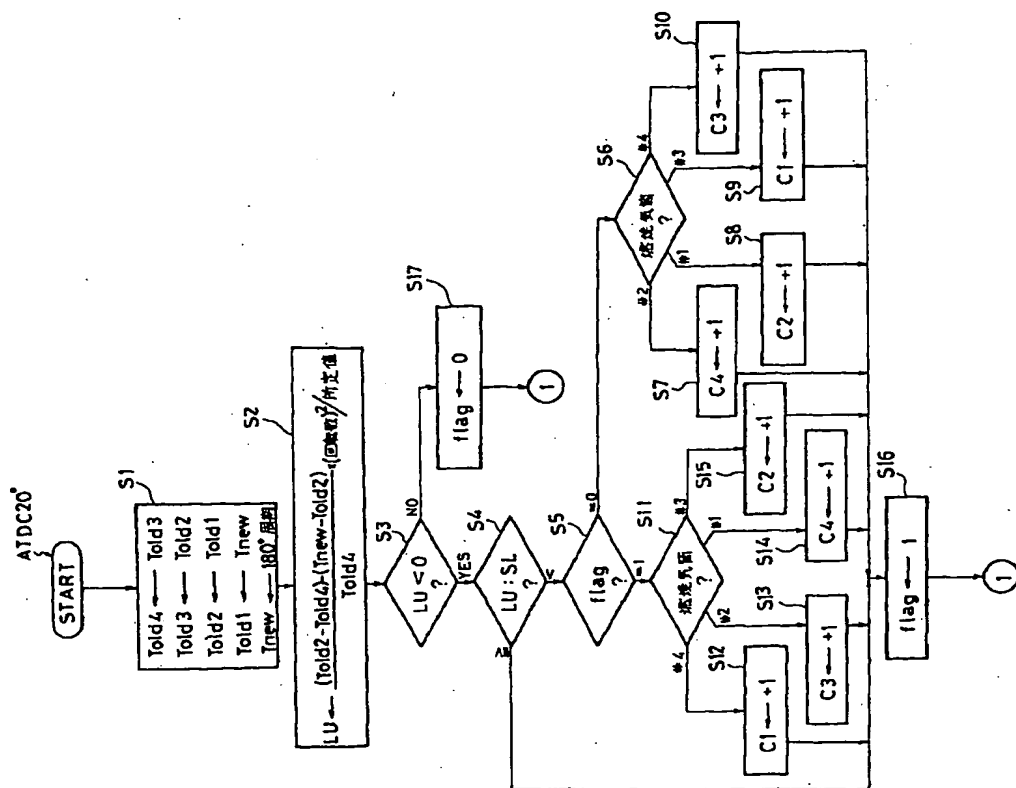 ATDC20°
START
S1
Told4 ← Told3
Told3 ← Told2
Told2 ← Told1
Told1 ← Tnew
Tnew ← 180°周期
S2
LU ← (Told2-Told4)-(Tnew-Told2) / Told4 ・(回転数)²/所定値
S3
LU<0
?
NO
YES
S17
flag ← 0
1
S4
LU:SL
?
≧
<
S5
flag
?
=0
=1
S6
燃焼気筒
?
#2
#1
#3
#4
S7
C4 ← +1
S8
C2 ← +1
S9
C1 ← +1
S10
C3 ← +1
S11
燃焼気筒
?
#4
#2
#1
#3
S12
C1 ← +1
S13
C3 ← +1
S14
C4 ← +1
S15
C2 ← +1
S16
flag ← 1
1